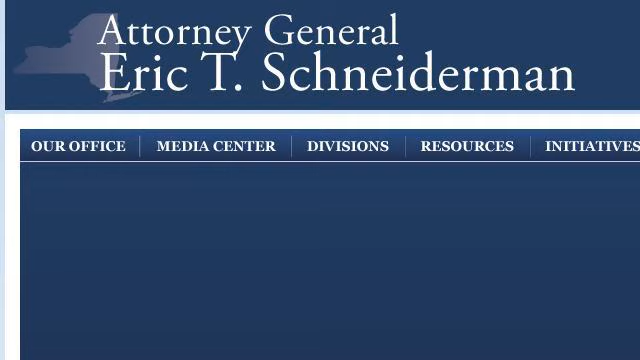 Attorney General
Eric T. Schneiderman
OUR OFFICE MEDIA CENTER DIVISIONS RESOURCES INITIATIVES